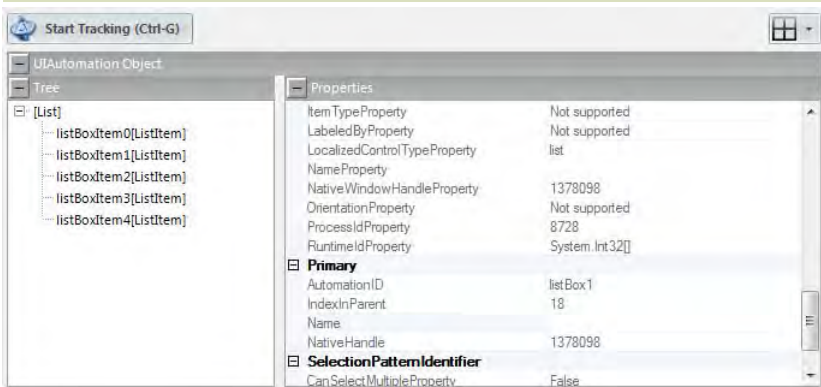 Start Tracking (Ctrl-G)
UIAutomation Object
Tree
[List]
listBoxItem0[ListItem]
listBoxItem1[ListItem]
listBoxItem2[ListItem]
listBoxItem3[ListItem]
listBoxItem4[ListItem]
Properties
ItemTypeProperty Not supported
LabeledByProperty Not supported
LocalizedControlTypeProperty list
NameProperty
NativeWindowHandleProperty 1378098
OrientationProperty Not supported
ProcessIdProperty 8728
RuntimeIdProperty System.Int32[]
Primary
AutomationID listBox1
IndexInParent 18
Name
NativeHandle 1378098
SelectionPatternIdentifier
CanSelectMultipleProperty False